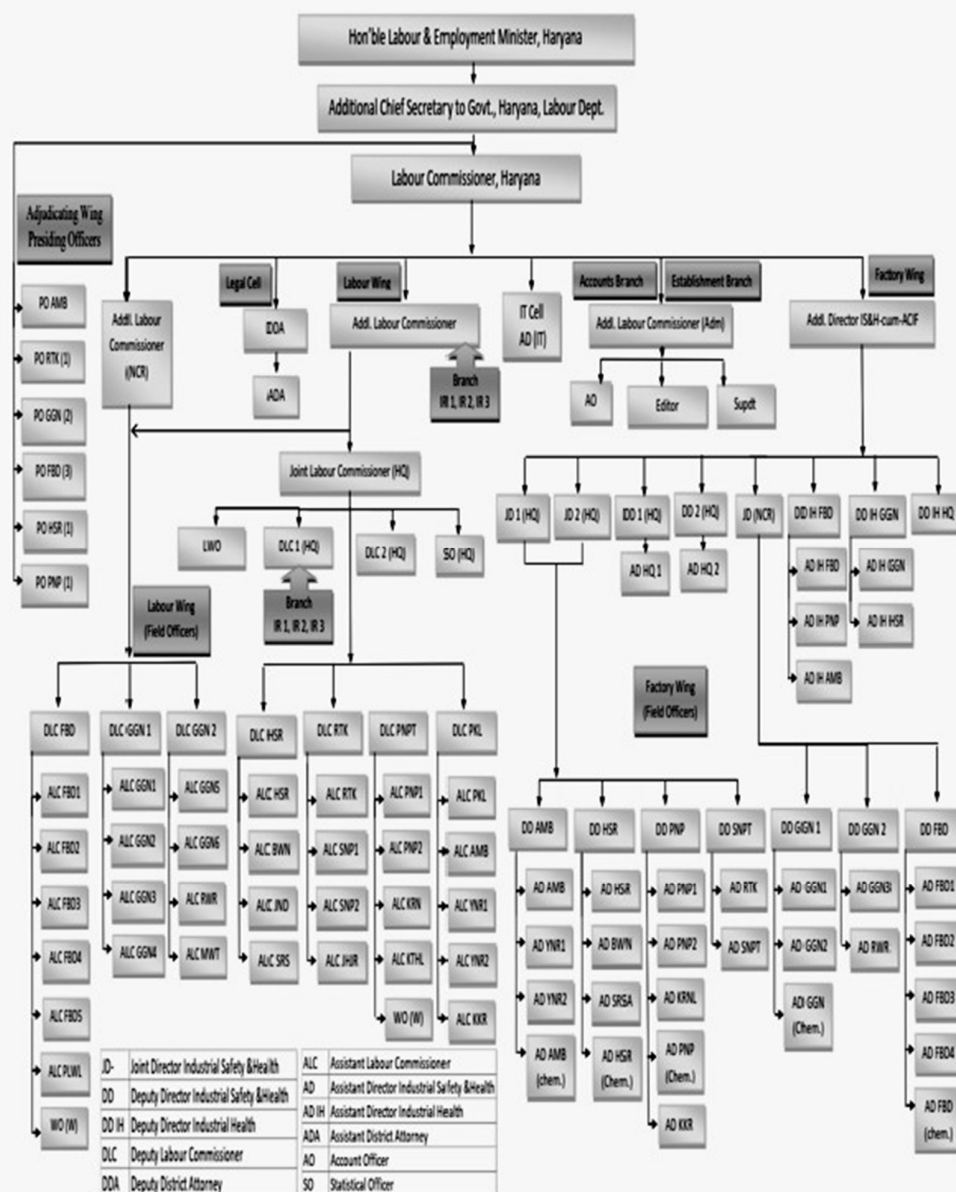 Hon'ble Labour & Employment Minister, Haryana
Additional Chief Secretary to Govt., Haryana, Labour Dept.
Labour Commissioner, Haryana
Adjudicating Wing
Presiding Officers
PO AMB
PO RTK (1)
PO GGN (2)
PO FBD (3)
PO HSR (1)
PO PNP (1)
Addl. Labour
Commissioner
(NCR)
Legal Cell
DDA
ADA
Labour Wing
Addl. Labour Commissioner
Branch
IRI 1, IR 2, IR 3
IT Cell
AD (IT)
Accounts Branch
Establishment Branch
Addl. Labour Commissioner (Adm)
AO
Editor
Supdt
Factory Wing
Addl. Director IS&H-cum-ACIF
Joint Labour Commissioner (HQ)
LWO
DLC 1 (HQ)
DLC 2 (HQ)
SO (HQ)
Branch
IR 1, IR 2, IR 3
JD 1 (HQ)
JD 2 (HQ)
DD 1 (HQ)
DD 2 (HQ)
JD (NCR)
DD IH FBD
DD IH GGN
DD IH HQ
AD HQ 1
AD HQ 2
AD IH FBD
AD IH PNP
AD IH AMB
AD IH GGN
AD IH HSR
Labour Wing
(Field Officers)
Factory Wing
(Field Officers)
DLC FBD
ALC FBD1
ALC FBD2
ALC FBD3
ALC FBD4
ALC FBD5
ALC PLWL
WO (W)
DLC GGN 1
ALC GGN1
ALC GGN2
ALC GGN3
ALC GGN4
DLC GGN 2
ALC GGN5
ALC GGN6
ALC RWR
ALC MWT
DLC HSR
ALC HSR
ALC BWN
ALC JND
ALC SRS
DLC RTK
ALC RTK
ALC SNP1
ALC SNP2
ALC JHJR
DLC PNPT
ALC PNP1
ALC PNP2
ALC KRN
ALC KTHL
WO (W)
DLC PKL
ALC PKL
ALC AMB
ALC YNR1
ALC YNR2
ALC KKR
DD AMB
AD AMB
AD YNR1
AD YNR2
AD AMB
(chem.)
DD HSR
AD HSR
AD BWN
AD SRSA
AD HSR
(Chem.)
DD PNP
AD PNP1
AD PNP2
AD KRNL
AD PNP
(Chem.)
AD KKR
DD SNPT
AD RTK
AD SNPT
DD GGN 1
AD GGN1
AD GGN2
AD GGN
(Chem.)
DD GGN 2
AD GGN3
AD RWR.
DD FBD
AD FBD1
AD FBD2
AD FBD3
AD FBD4
AD FBD
(chem.)
JD- Joint Director Industrial Safety &Health
DD Deputy Director Industrial Safety &Health
DD IH Deputy Director Industrial Health
DLC Deputy Labour Commissioner
DDA Deputy District Attorney
ALC Assistant Labour Commissioner
AD Assistant Director Industrial Safety &Health
AD IH Assistant Director Industrial Health
ADA Assistant District Attorney
AO Account Officer
SO Statistical Officer